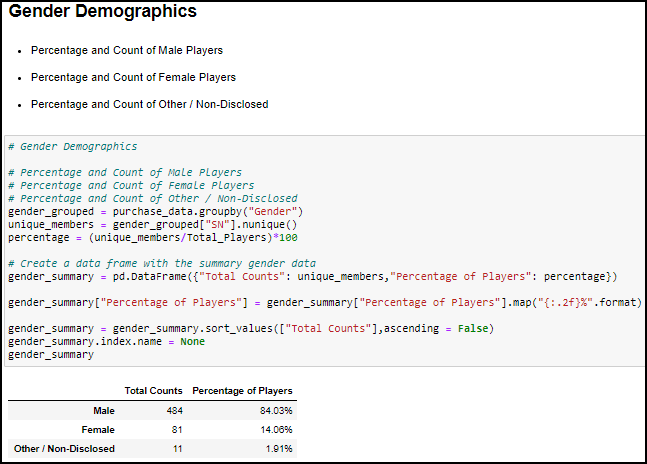 Gender Demographics
• Percentage and Count of Male Players
• Percentage and Count of Female Players
• Percentage and Count of Other / Non-Disclosed
# Gender Demographics
# Percentage and Count of Male Players
# Percentage and Count of Female Players
# Percentage and Count of Other / Non-Disclosed
gender_grouped = purchase_data.groupby("Gender")
unique_members = gender_grouped["SN"].nunique()
percentage = (unique_members/Total_Players)*100
# Create a data frame with the summary gender data
gender_summary = pd.DataFrame({"Total Counts": unique_members,"Percentage of Players": percentage})
gender_summary["Percentage of Players"] = gender_summary["Percentage of Players"].map("{:.2f}%".format)
gender_summary = gender_summary.sort_values(["Total Counts"],ascending = False)
gender_summary.index.name = None
gender_summary
Total Counts Percentage of Players
Male 484 84.03%
Female 81 14.06%
Other / Non-Disclosed 11 1.91%